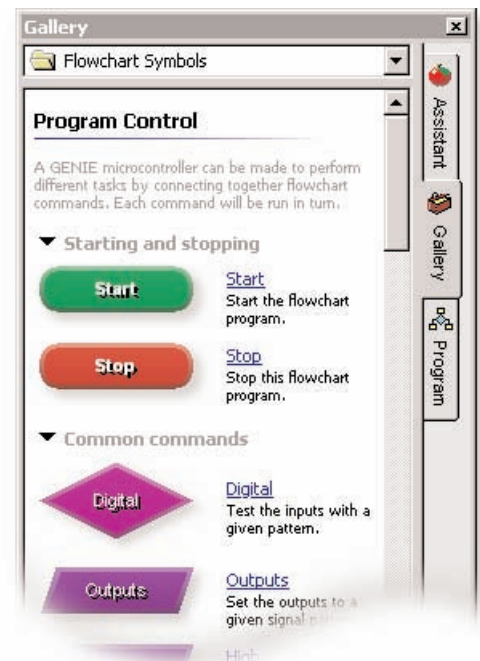 Gallery
Flowchart Symbols
Program Control
A GENIE microcontroller can be made to perform
different tasks by connecting together flowchart
commands. Each command will be run in turn.
Starting and stopping
Start
Start
Start the flowchart
program.
Stop
Stop
Stop this flowchart
program.
Common commands
Digital
Digital
Test the inputs with a
given pattern.
Outputs
Outputs
Set the outputs to a
given signal
High
Assistant
Gallery
Program